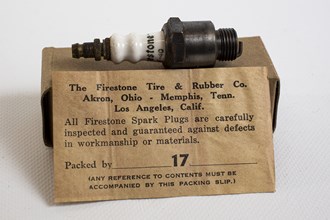 The Firestone Tire & Rubber Co.
Akron, Ohio - Memphis, Tenn.
Los Angeles, Calif.
All Firestone Spark Plugs are carefully
inspected and guaranteed against defects
in workmanship or materials.
Packed by 17
(ANY REFERENCE TO CONTENTS MUST BE
ACCOMPANIED BY THIS PACKING SLIP.)